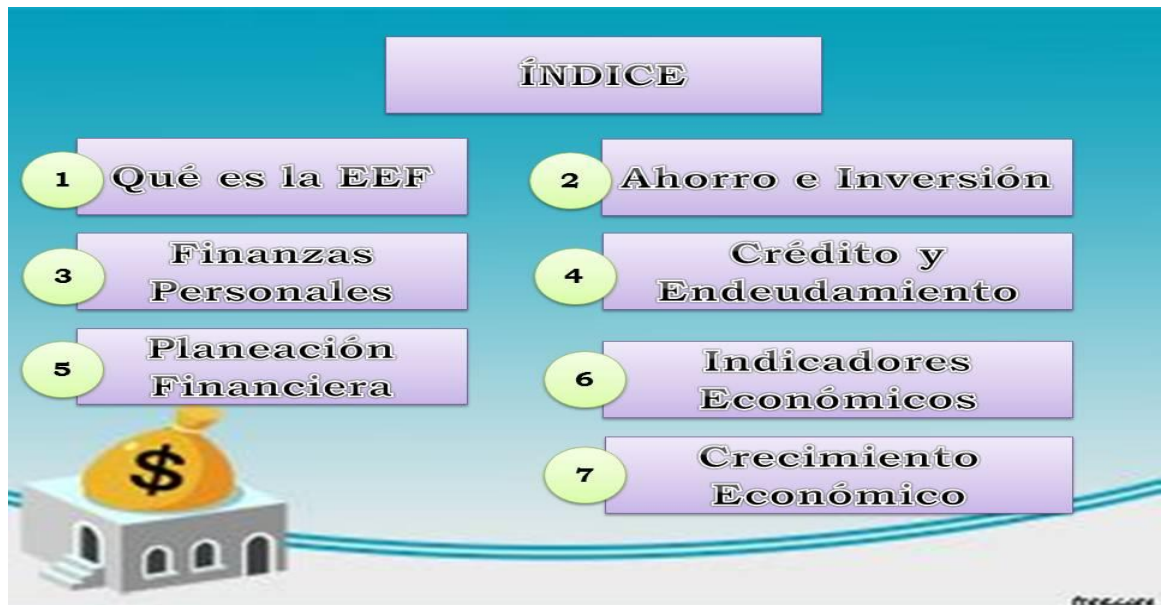 ÍNDICE
1 Qué es la EEF
2 Ahorro e Inversión
3 Finanzas
Personales
4 Crédito y
Endeudamiento
5 Planeación
Financiera
6 Indicadores
Económicos
7 Crecimiento
Económico
$